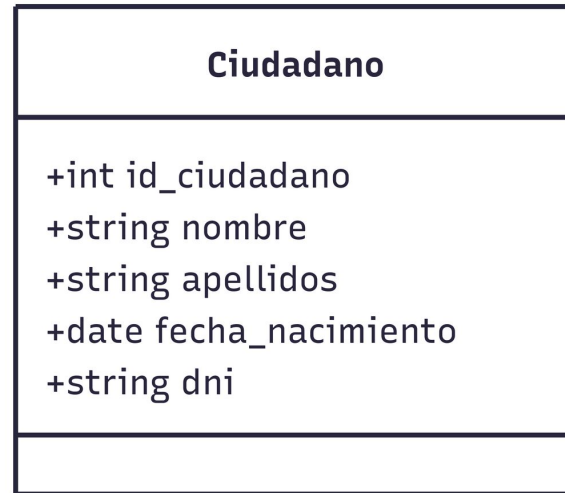 Ciudadano
+int id_ciudadano
+string nombre
+string apellidos
+date fecha_nacimiento
+string dni